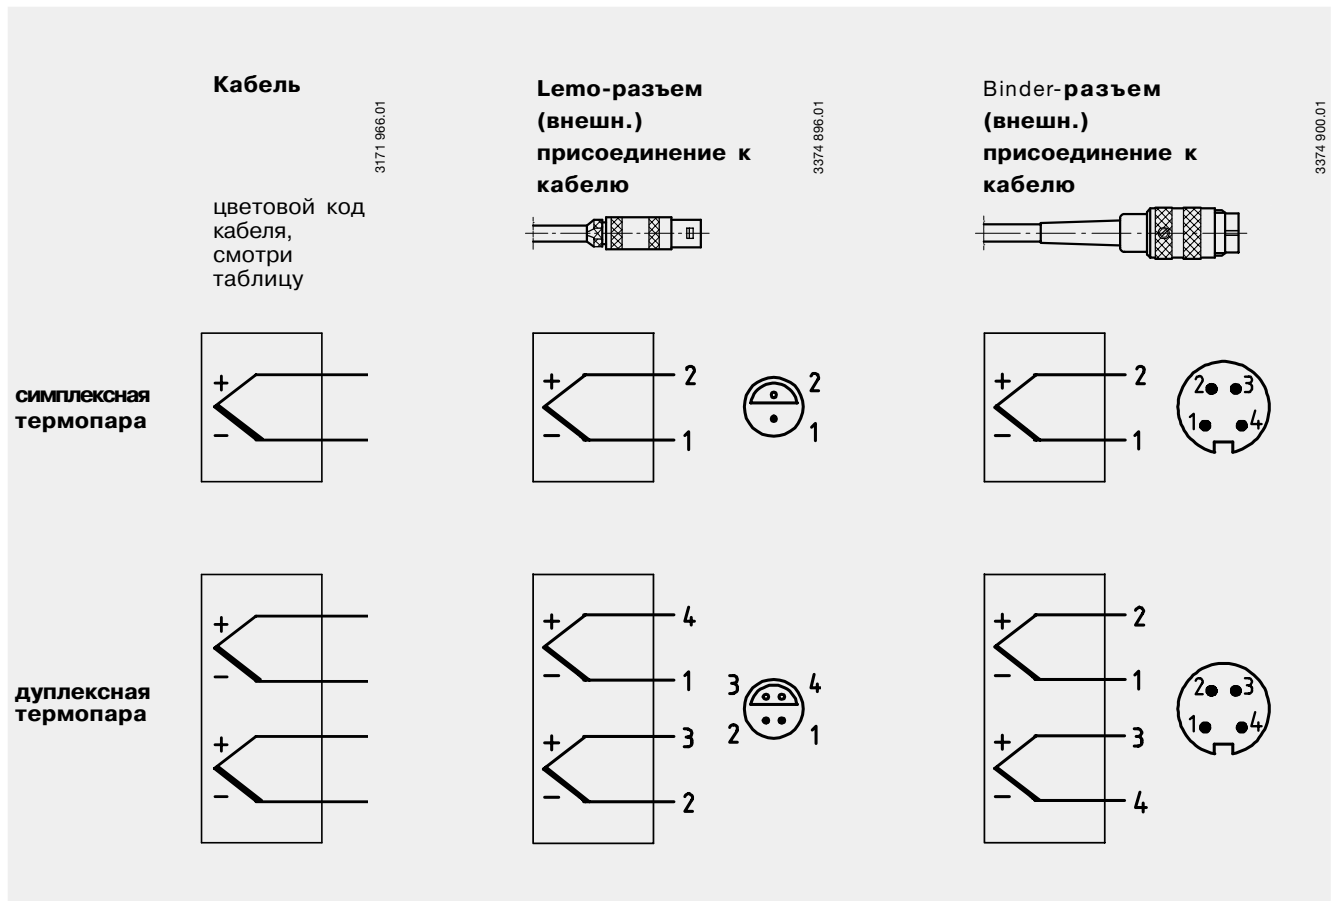 Кабель
3171 966.01
цветовой код
кабеля,
смотри
таблицу
Lemo-разъем
(внешн.)
присоединение к
кабелю
3374 896.01
Binder-разъем
(внешн.)
присоединение к
кабелю
3374 900.01
симплексная
термопара
+
−
+
−
2
1
2
1
+
−
2
1
2 3
1 4
дуплексная
термопара
+
−
+
−
+
−
+
−
4
1
3
2
3 4
2 1
+
−
+
−
2
1
3
4
2 3
1 4